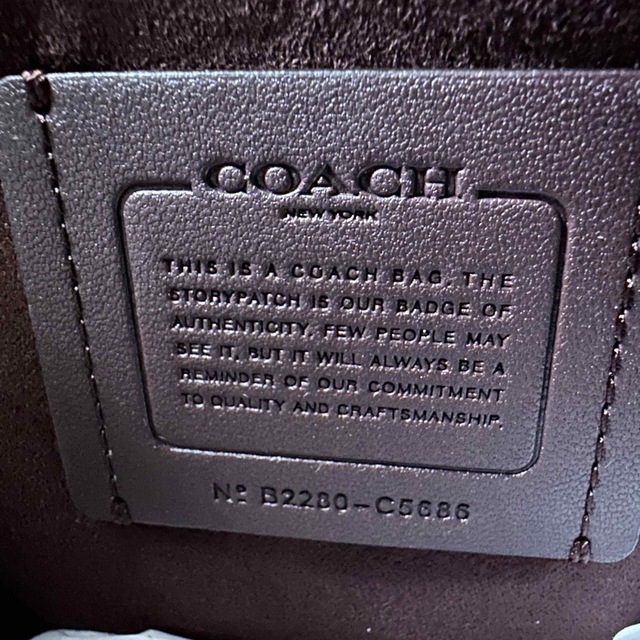 COACH
NEW YORK
THIS IS A COACH BAG. THE
STORYPATCH IS OUR BADGE OF
AUTHENTICITY. FEW PEOPLE MAY
SEE IT, BUT IT WILL ALWAYS BE A
REMINDER OF OUR COMMITMENT
TO QUALITY AND CRAFTSMANSHIP.
Nº B2280-C5686